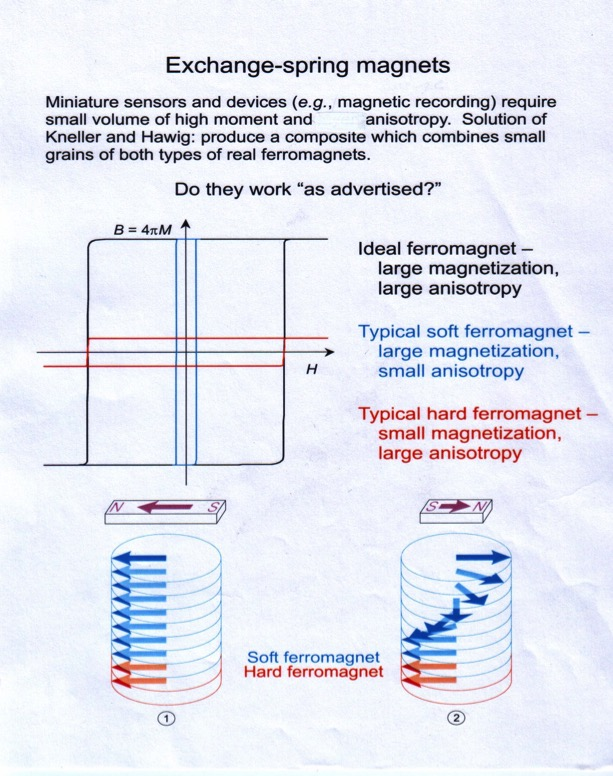 Exchange-spring magnets
Miniature sensors and devices (e.g., magnetic recording) require
small volume of high moment and anisotropy. Solution of
Kneller and Hawig: produce a composite which combines small
grains of both types of real ferromagnets.
Do they work “as advertised?”
B = 4πM
H
Ideal ferromagnet –
large magnetization,
large anisotropy
Typical soft ferromagnet –
large magnetization,
small anisotropy
Typical hard ferromagnet –
small magnetization,
large anisotropy
N S
S N
Soft ferromagnet
Hard ferromagnet
1
2